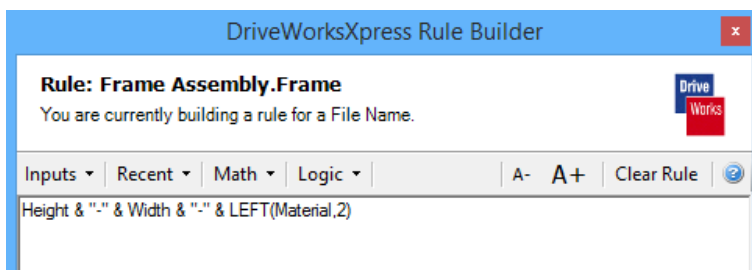 DriveWorksXpress Rule Builder
x
Rule: Frame Assembly.Frame
You are currently building a rule for a File Name.
Drive
Works
Inputs Recent Math Logic A- A+ Clear Rule ?
Height & "-" & Width & "-" & LEFT(Material,2)